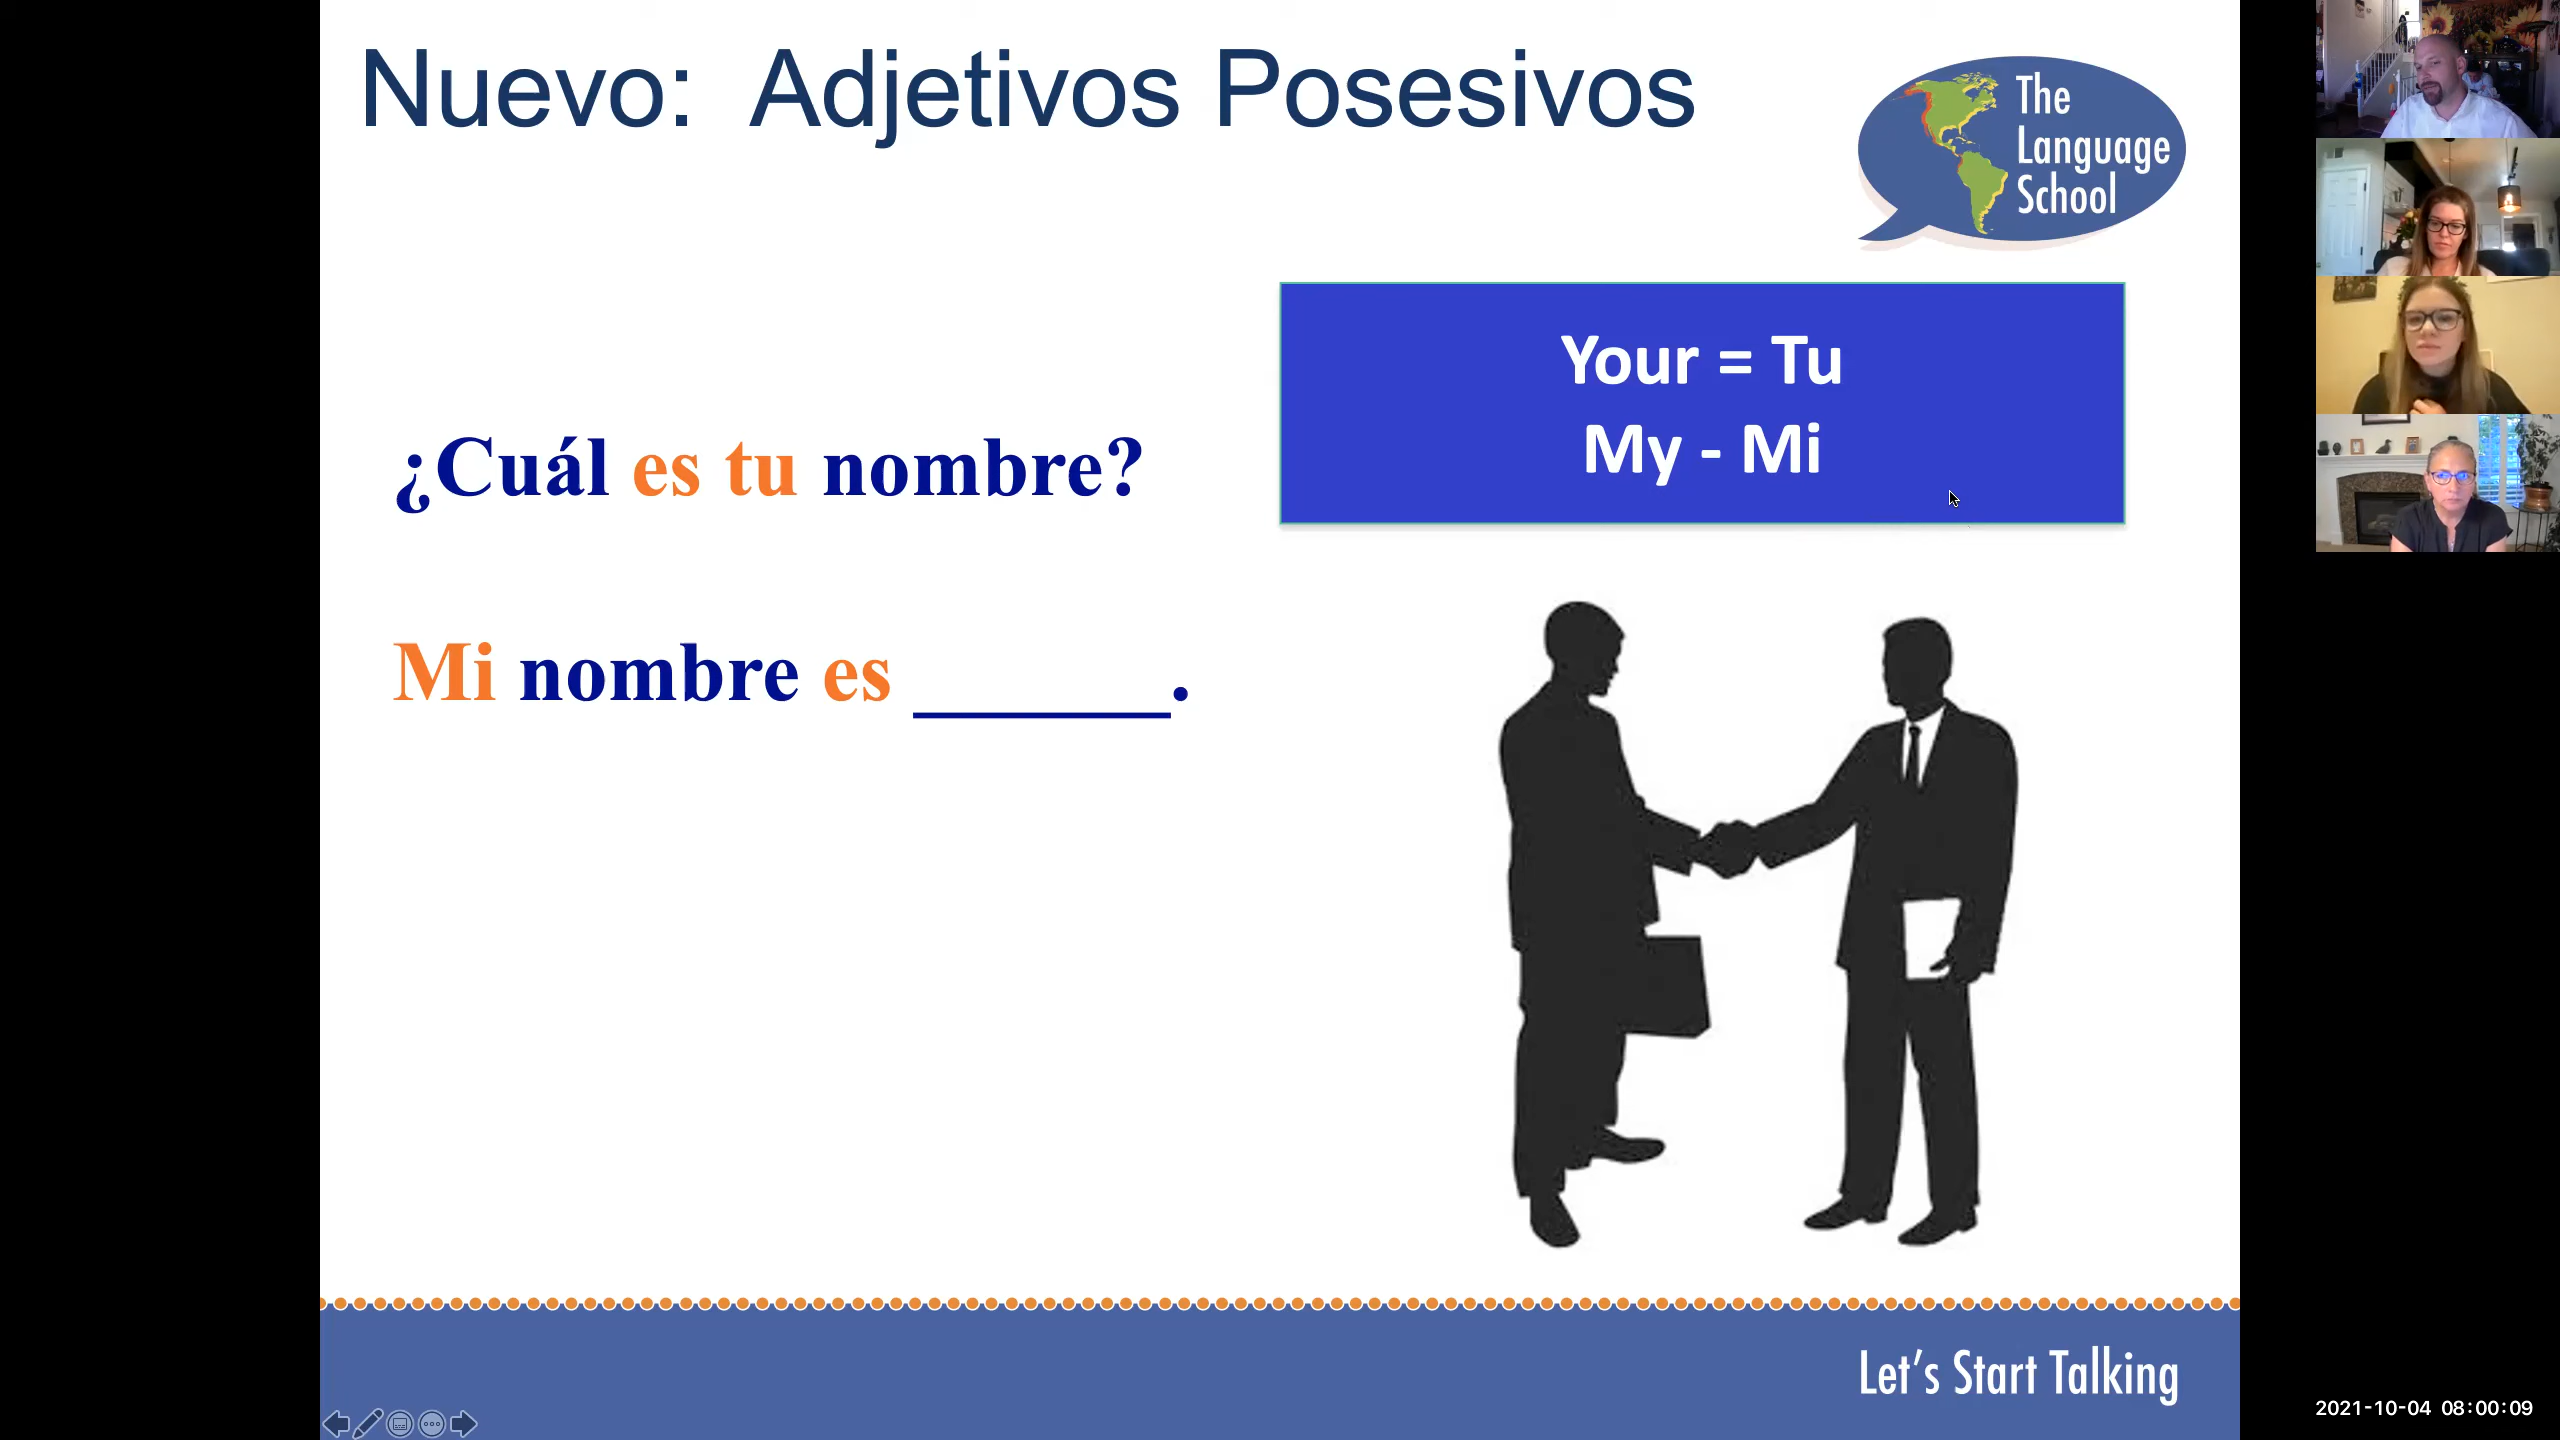 Nuevo: Adjetivos Posesivos
The
Language
School
Your = Tu
My - Mi
¿Cuál es tu nombre?
Mi nombre es ______.
Let's Start Talking
2021-10-04 08:00:09